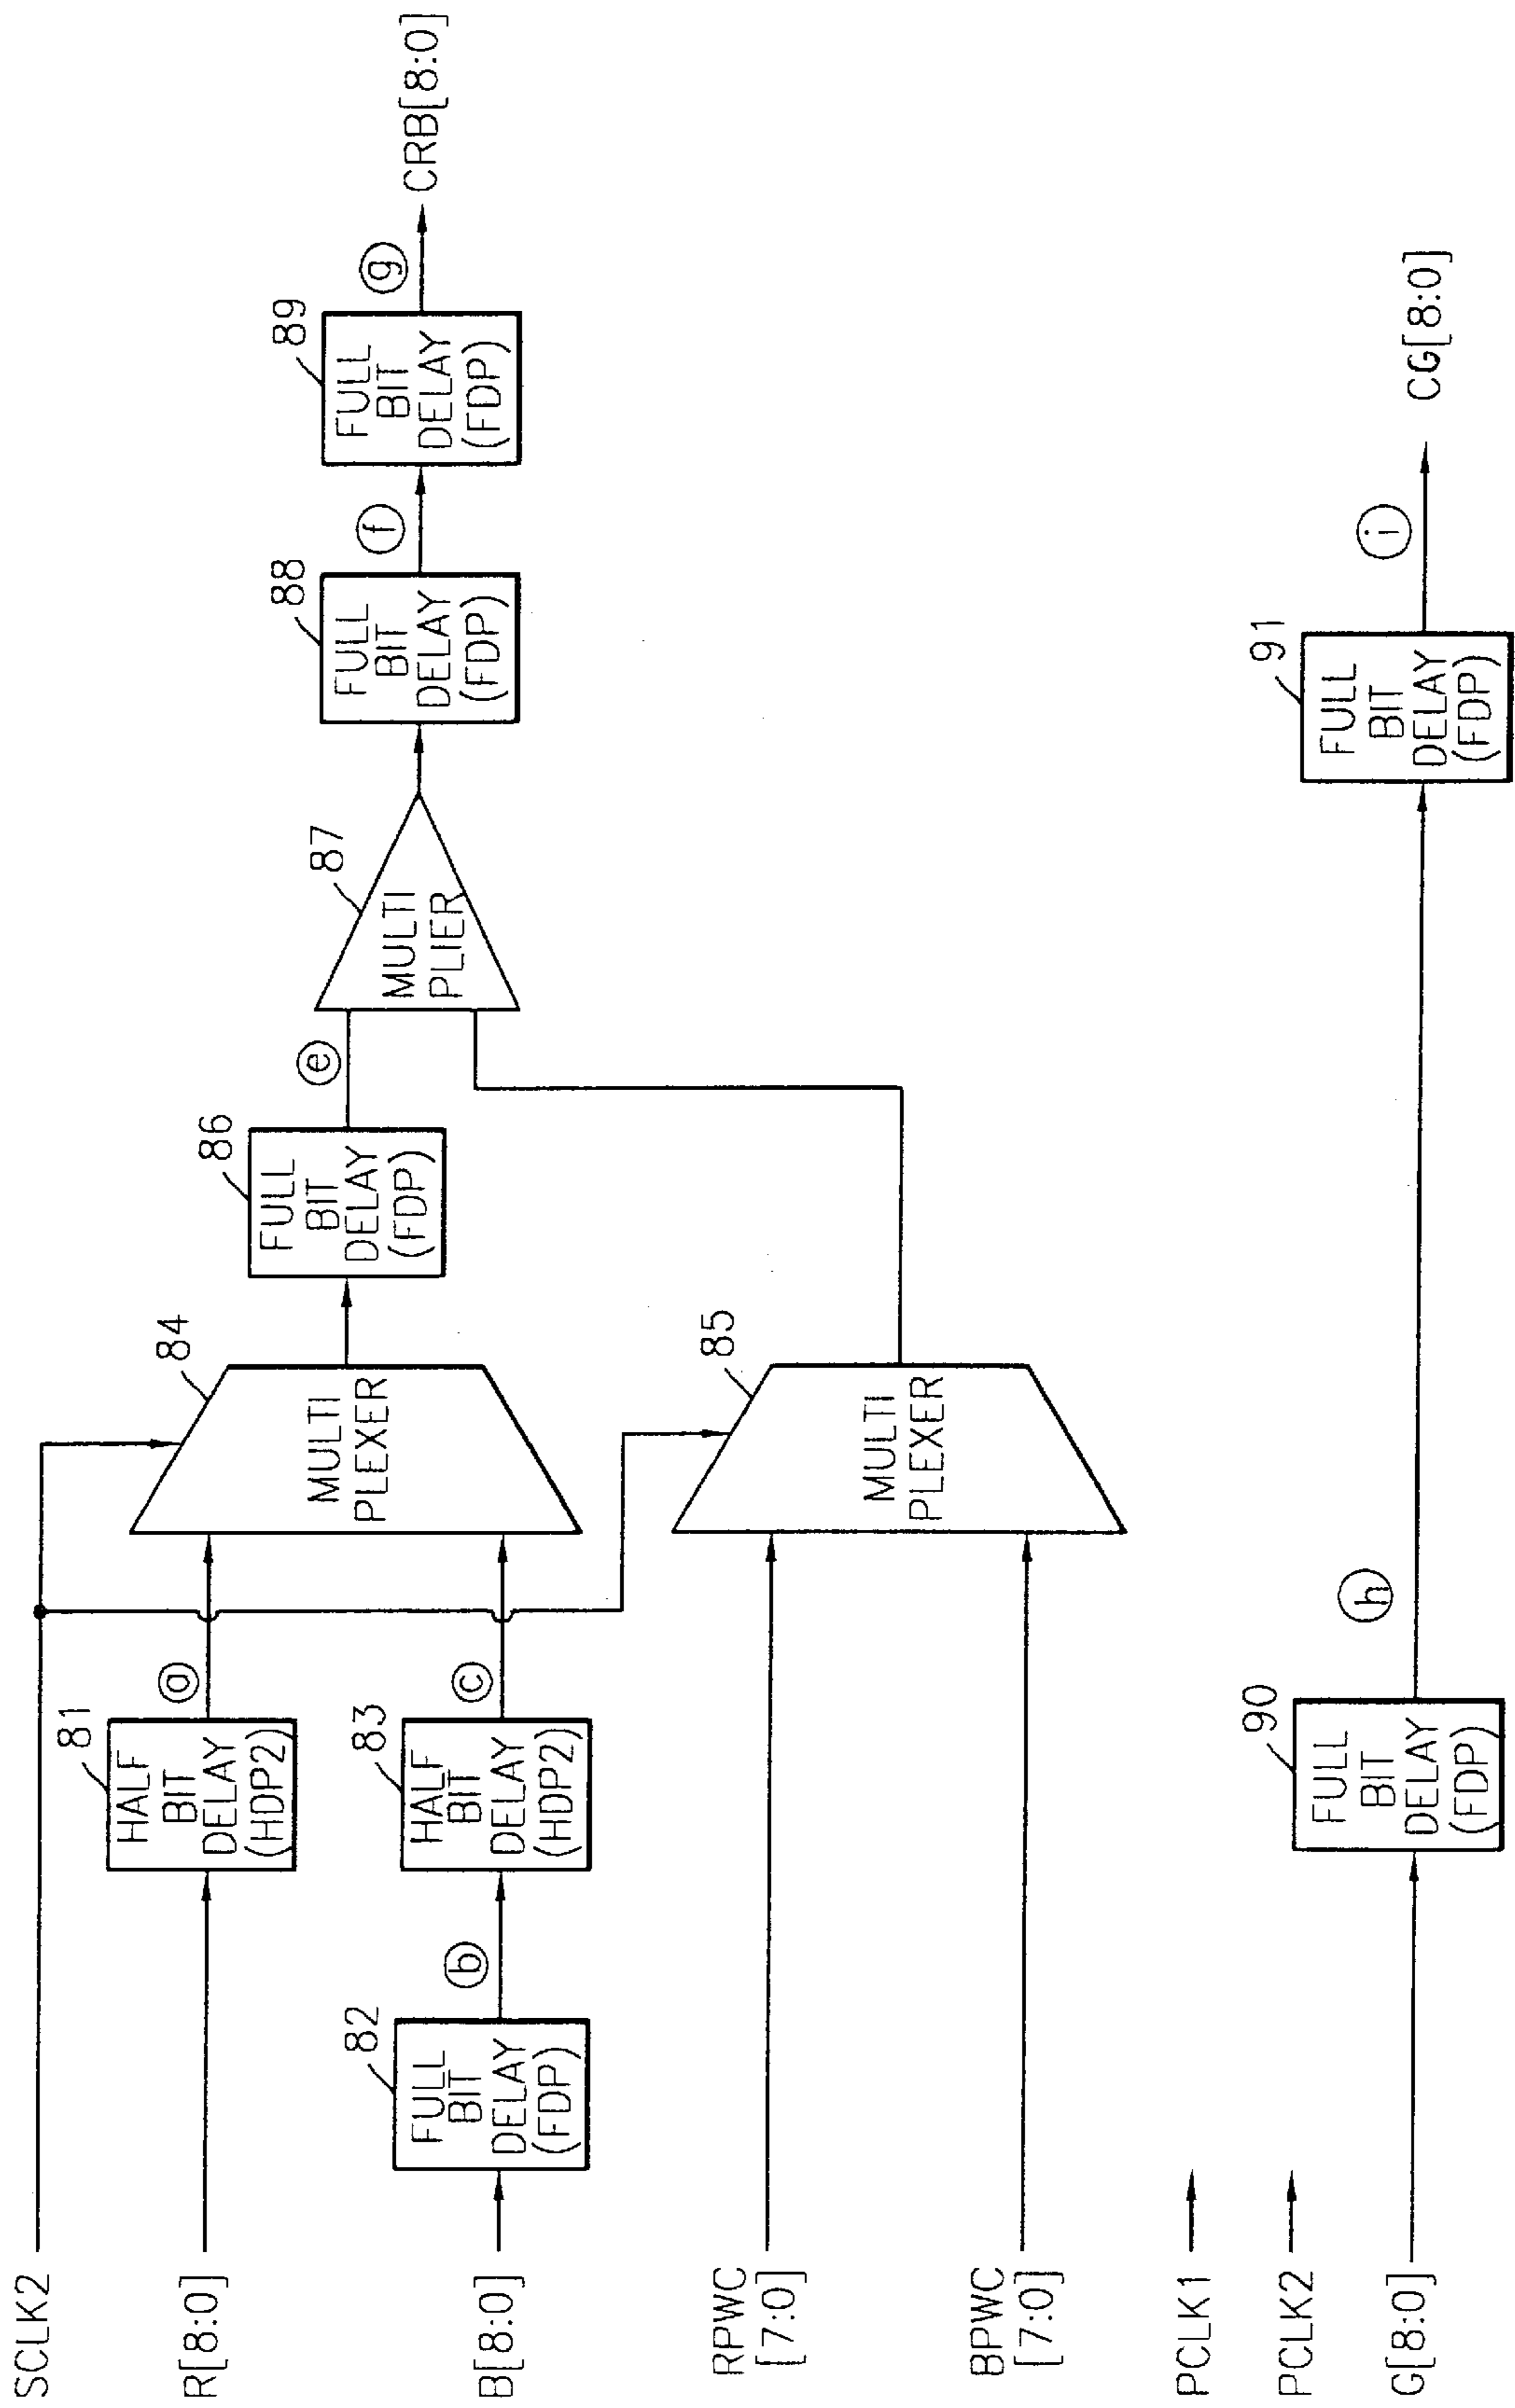 SCLK2
R[8:0]
81
HALF
BIT
DELAY
(HDP2)
a
B[8:0]
82
FULL
BIT
DELAY
(FDP)
b
83
HALF
BIT
DELAY
(HDP2)
c
84
MULTI
PLEXER
86
FULL
BIT
DELAY
(FDP)
e
RPWC
[7:0]
BPWC
[7:0]
85
MULTI
PLEXER
87
MULTI
PLIER
88
FULL
BIT
DELAY
(FDP)
f
89
FULL
BIT
DELAY
(FDP)
g
CRB[8:0]
PCLK1
PCLK2
G[8:0]
90
FULL
BIT
DELAY
(FDP)
h
91
FULL
BIT
DELAY
(FDP)
i
CG[8:0]